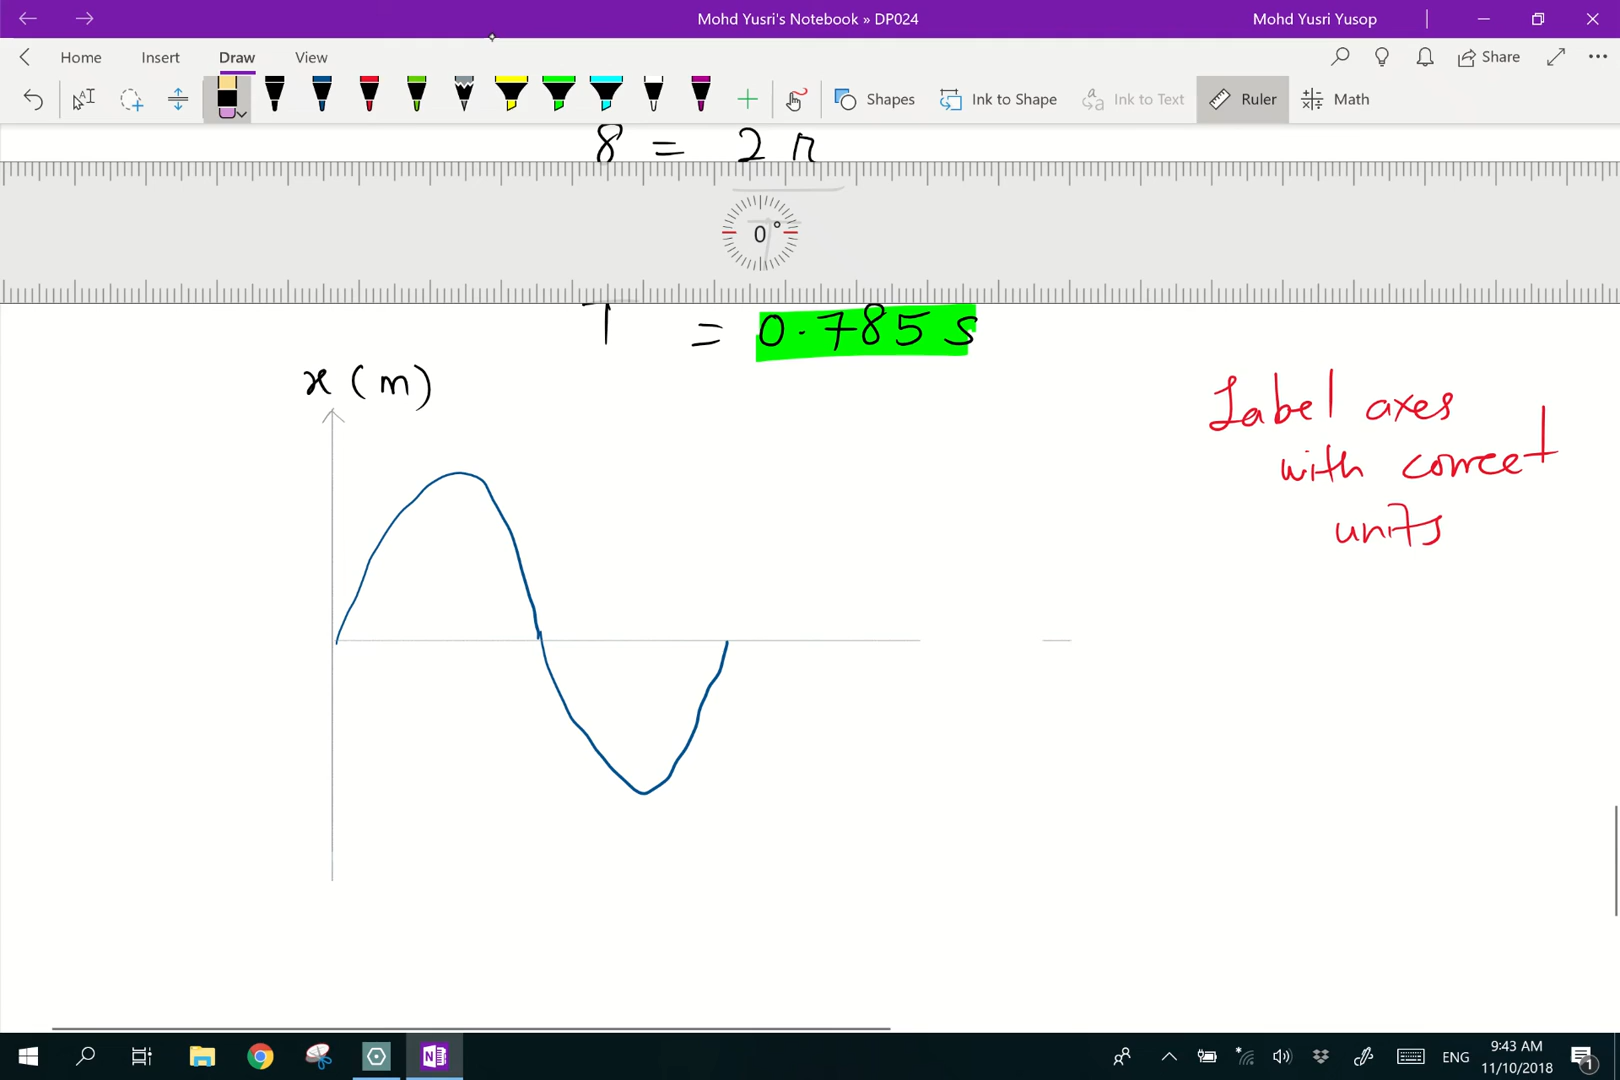 Mohd Yusri's Notebook » DP024
Mohd Yusri Yusop
Home Insert Draw View
Share
Shapes Ink to Shape Ink to Text Ruler Math
8 = 2π
0°
T = 0.785 s
x (m)
Label axes
with correct
units
ENG
9:43 AM
11/10/2018
1